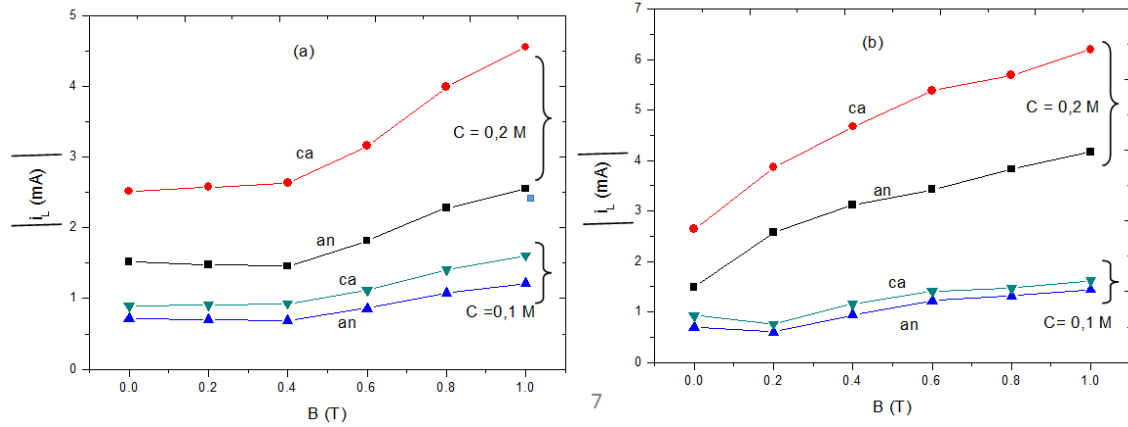 5
4
3
2
1
0
| i_L (mA) |
(a)
ca
C = 0,2 M
an
ca
C =0,1 M
an
0.0 0.2 0.4 0.6 0.8 1.0
B (T)
7
7
6
5
4
3
2
1
0
| i_L (mA) |
(b)
ca
C = 0,2 M
an
ca
an
C= 0,1 M
0.0 0.2 0.4 0.6 0.8 1.0
B (T)